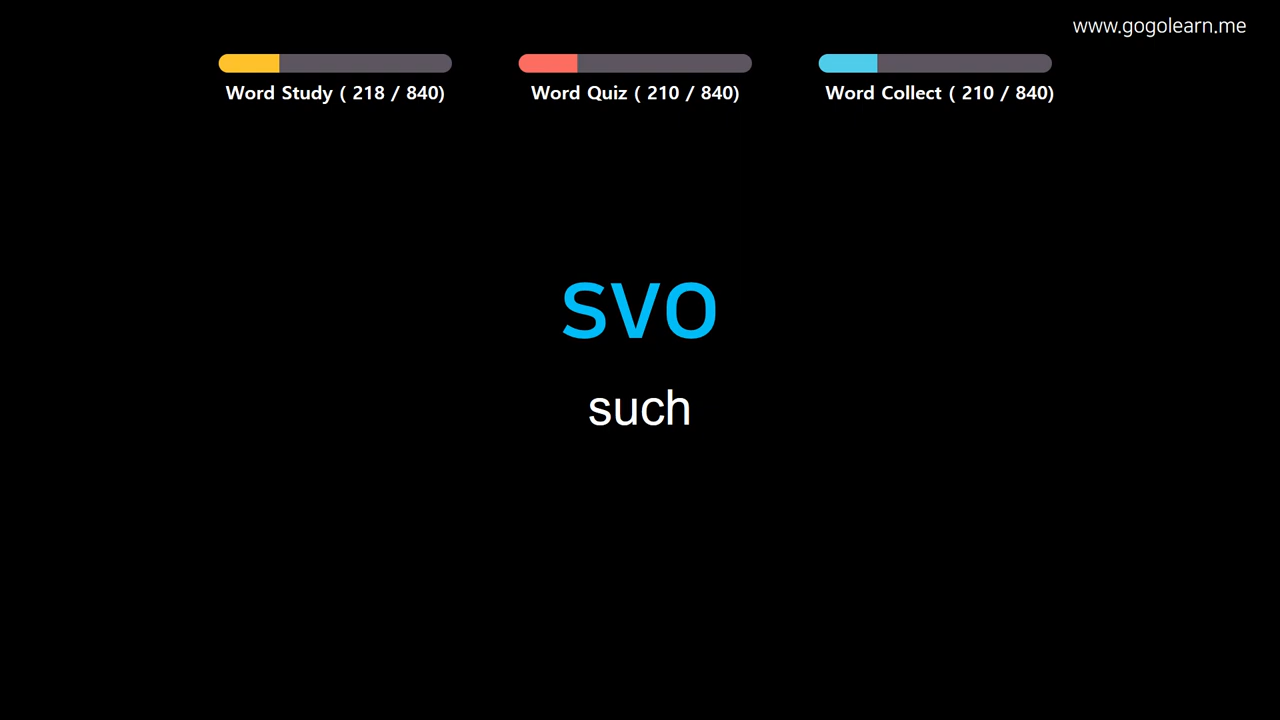 www.gogolearn.me
Word Study ( 218 / 840)
Word Quiz ( 210 / 840)
Word Collect ( 210 / 840)
svo
such